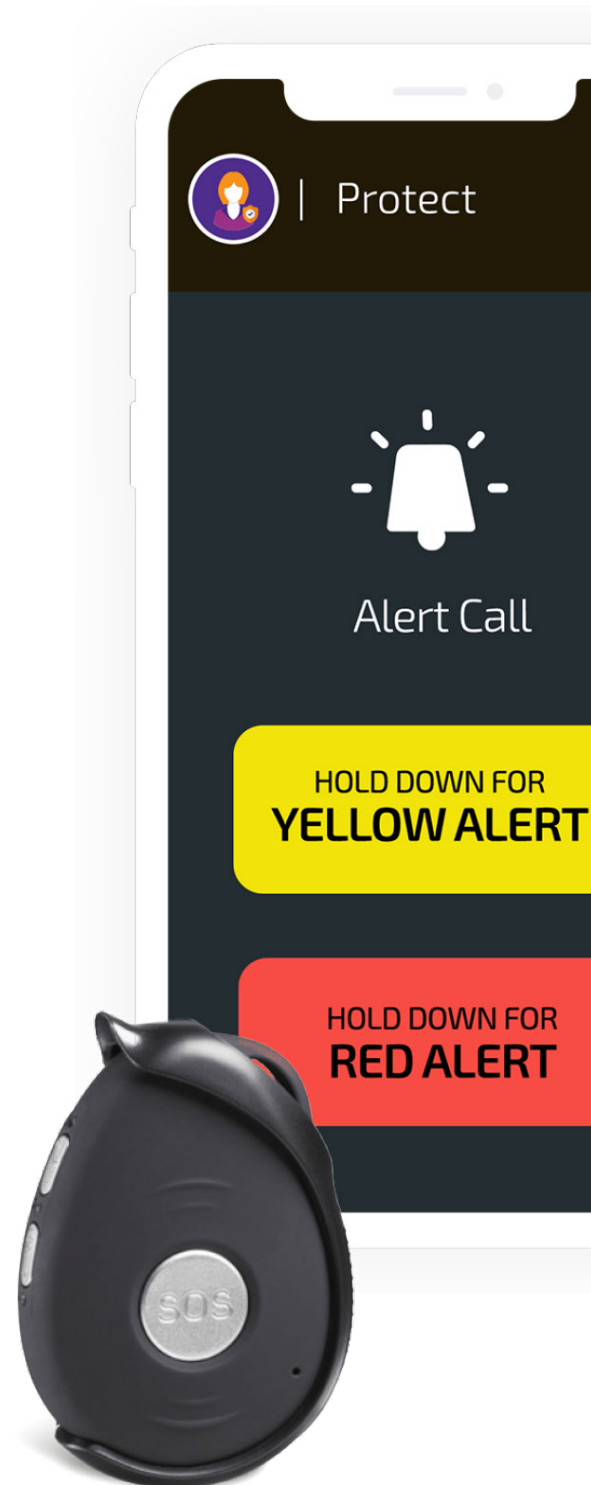 Protect
Alert Call
HOLD DOWN FOR
YELLOW ALERT
HOLD DOWN FOR
RED ALERT
SOS